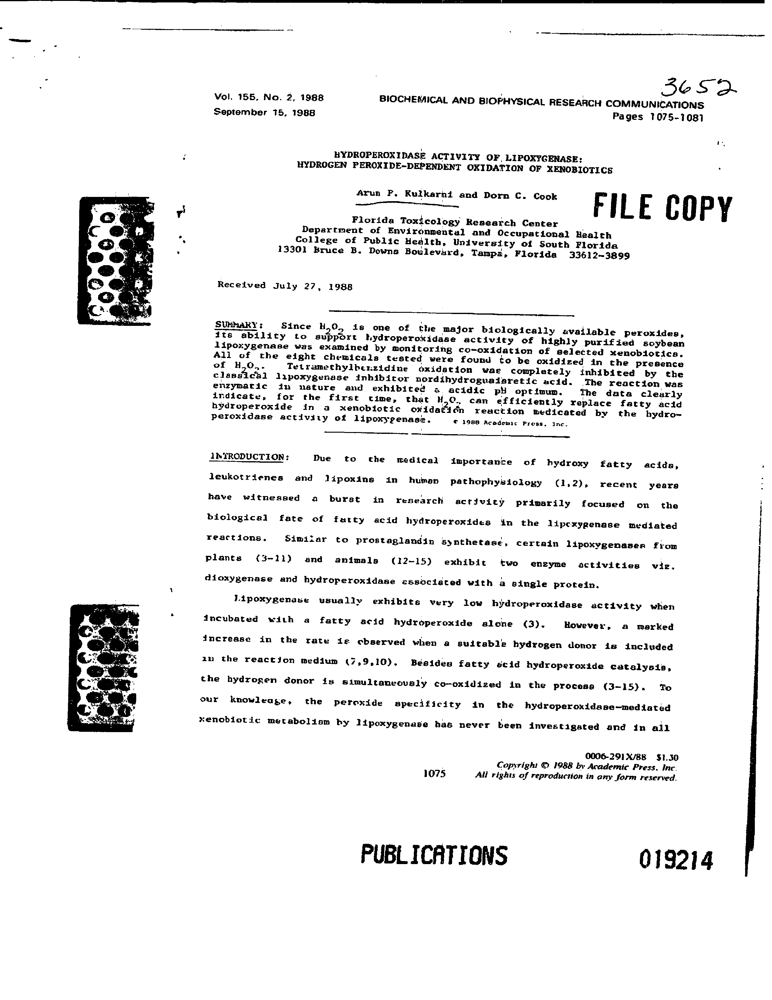 3652
Vol. 155, No. 2, 1988 BIOCHEMICAL AND BIOPHYSICAL RESEARCH COMMUNICATIONS
September 15, 1988 Pages 1075-1081
HYDROPEROXIDASE ACTIVITY OF LIPOXYGENASE:
HYDROGEN PEROXIDE-DEPENDENT OXIDATION OF XENOBIOTICS
Arun P. Kulkarni and Dorn C. Cook
FILE COPY
Florida Toxicology Research Center
Department of Environmental and Occupational Health
College of Public Health, University of South Florida
13301 Bruce B. Downs Boulevard, Tampa, Florida 33612-3899
Received July 27, 1988
SUMMARY: Since H2O2 is one of the major biologically available peroxides,
its ability to support hydroperoxidase activity of highly purified soybean
lipoxygenase was examined by monitoring co-oxidation of selected xenobiotics.
All of the eight chemicals tested were found to be oxidized in the presence
of H2O2. Tetramethylbenzidine oxidation was completely inhibited by the
classical lipoxygenase inhibitor nordihydroguaiaretic acid. The reaction was
enzymatic in nature and exhibited a acidic pH optimum. The data clearly
indicate, for the first time, that H2O2 can efficiently replace fatty acid
hydroperoxide in a xenobiotic oxidation reaction medicated by the hydro-
peroxidase activity of lipoxygenase. © 1988 Academic Press, Inc.
INTRODUCTION: Due to the medical importance of hydroxy fatty acids,
leukotrienes and lipoxins in human pathophysiology (1,2), recent years
have witnessed a burst in research activity primarily focused on the
biological fate of fatty acid hydroperoxides in the lipoxygenase mediated
reactions. Similar to prostaglandin synthetase, certain lipoxygenases from
plants (3-11) and animals (12-15) exhibit two enzyme activities viz.
dioxygenase and hydroperoxidase associated with a single protein.
Lipoxygenase usually exhibits very low hydroperoxidase activity when
incubated with a fatty acid hydroperoxide alone (3). However, a marked
increase in the rate is observed when a suitable hydrogen donor is included
in the reaction medium (7,9,10). Besides fatty acid hydroperoxide catalysis,
the hydrogen donor is simultaneously co-oxidized in the process (3-15). To
our knowledge, the peroxide specificity in the hydroperoxidase-mediated
xenobiotic metabolism by lipoxygenase has never been investigated and in all
0006-291X/88 $1.50
Copyright © 1988 by Academic Press, Inc.
1075 All rights of reproduction in any form reserved.
PUBLICATIONS 019214